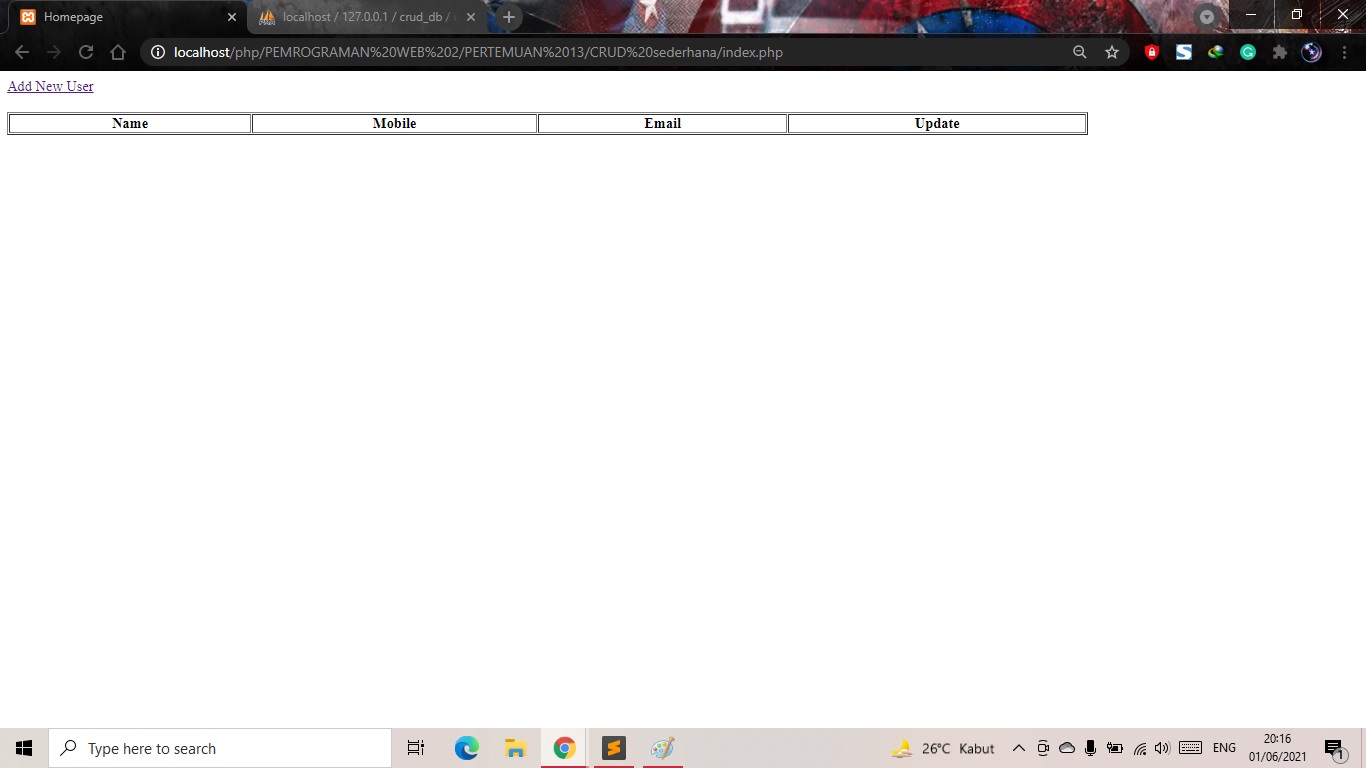 Homepage
localhost / 127.0.0.1 / crud_db /
localhost/php/PEMROGRAMAN%20WEB%202/PERTEMUAN%2013/CRUD%20sederhana/index.php
Add New User
Name Mobile Email Update
Type here to search
26°C Kabut
ENG
20:16
01/06/2021
1